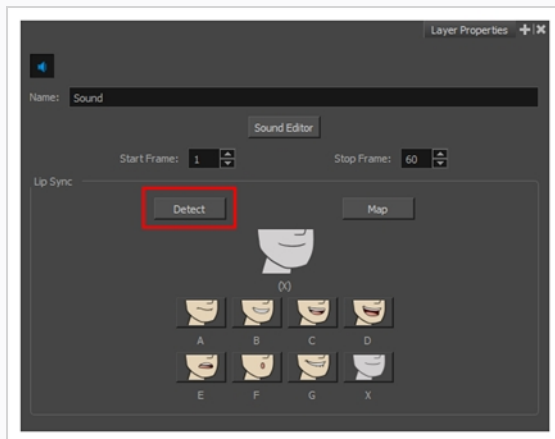 Layer Properties
Name: Sound
Sound Editor
Start Frame: 1 Stop Frame: 60
Lip Sync
Detect Map
(X)
A B C D
E F G X